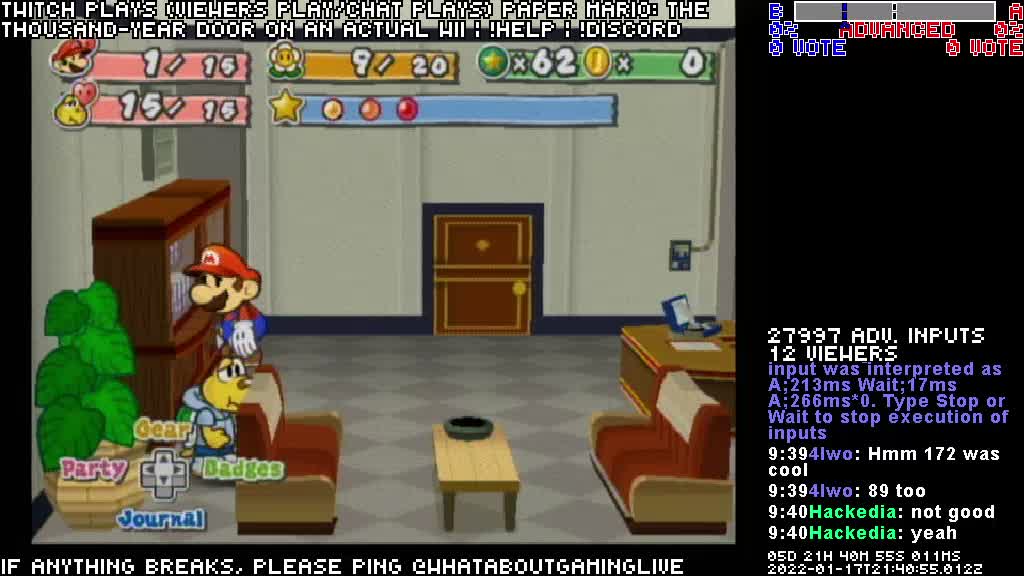 TWITCH PLAYS (VIEWERS PLAY/CHAT PLAYS) PAPER MARIO: THE
THOUSAND-YEAR DOOR ON AN ACTUAL WII | !HELP | !DISCORD
B A
0% ADVANCED 0%
0 VOTE 0 VOTE
1/ 15 9/ 20 ×62 × 0
15/ 15
M
Gear
Party Badges
Journal
27997 ADV. INPUTS
12 VIEWERS
input was interpreted as
A;213ms Wait;17ms
A;266ms*0. Type Stop or
Wait to stop execution of
inputs
9:394lwo: Hmm 172 was
cool
9:394lwo: 89 too
9:40Hackedia: not good
9:40Hackedia: yeah
05D 21H 40M 55S 011MS
2022-01-17T21:40:55.012Z
IF ANYTHING BREAKS, PLEASE PING @WHATABOUTGAMINGLIVE